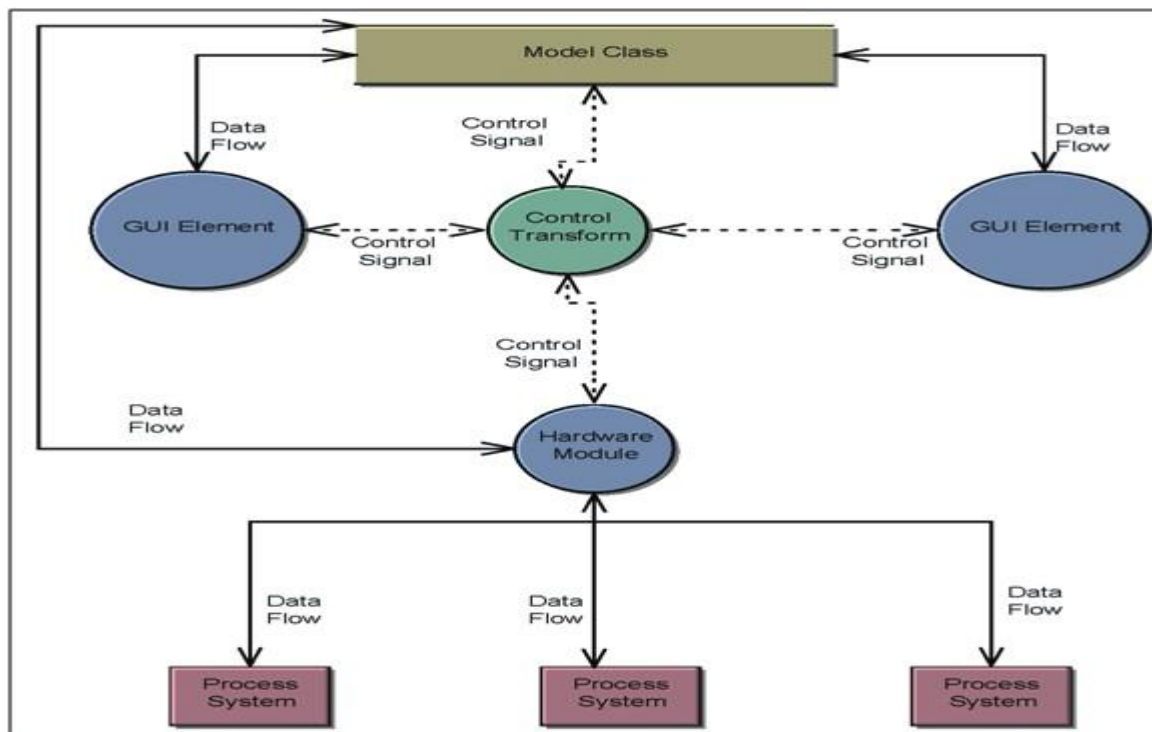 Model Class
Control
Signal
Data
Flow
Data
Flow
GUI Element
Control
Transform
GUI Element
Control
Signal
Control
Signal
Control
Signal
Data
Flow
Hardware
Module
Data
Flow
Data
Flow
Data
Flow
Process
System
Process
System
Process
System